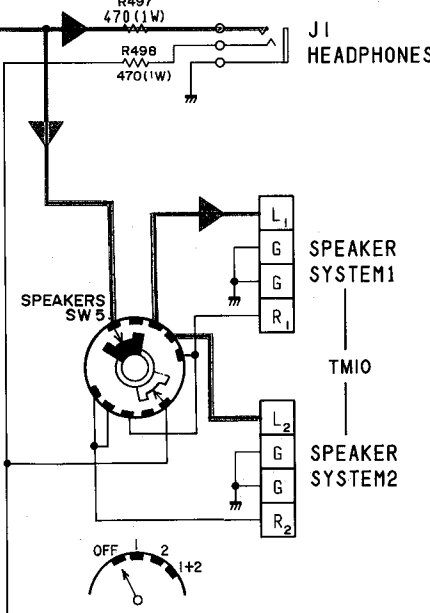 R497
470(1W)
R498
470(1W)
J1
HEADPHONES
L1
G
G
R1
SPEAKER
SYSTEM1
SPEAKERS
SW5
TM10
L2
G
G
R2
SPEAKER
SYSTEM2
OFF 1 2 1+2